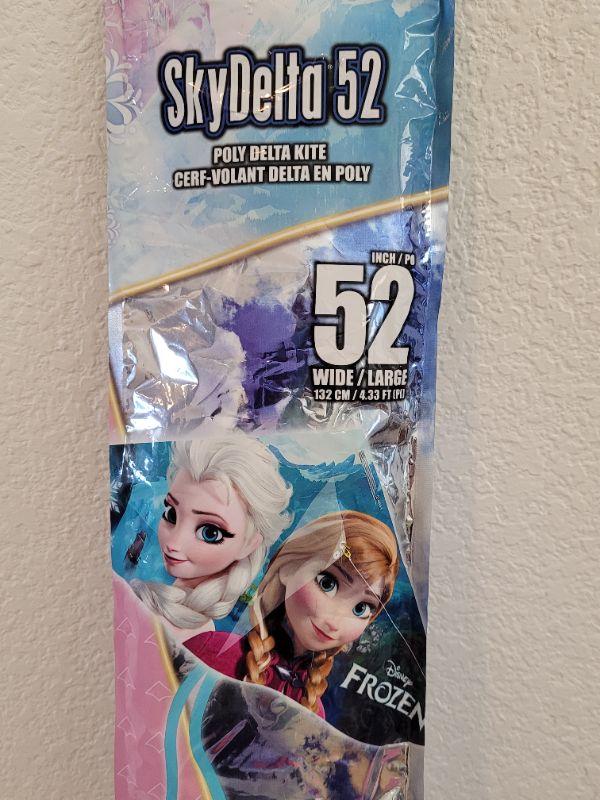 SkyDelta 52
POLY DELTA KITE
CERF-VOLANT DELTA EN POLY
INCH / PO
52
WIDE / LARGE
132 CM / 4.33 FT (PI)
Disney
FROZEN